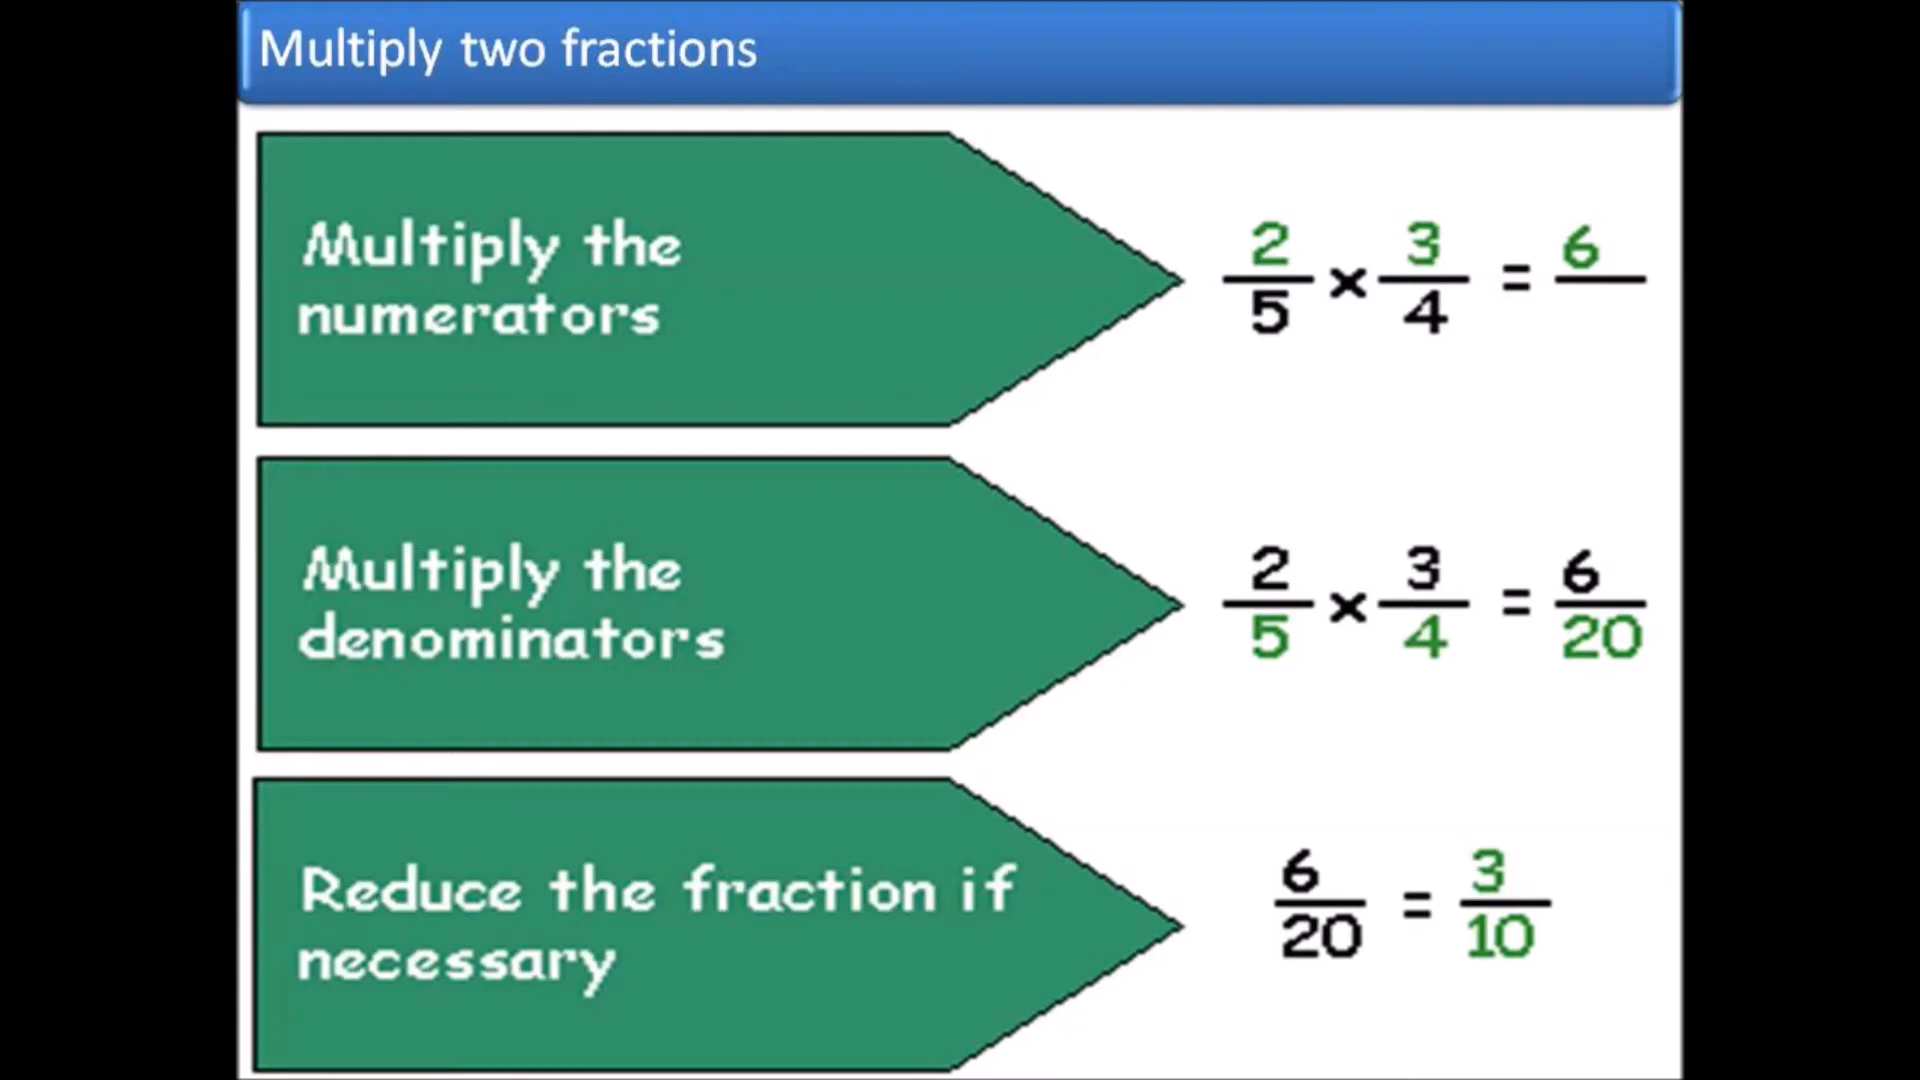 Multiply two fractions
Multiply the
numerators
2/5 × 3/4 = 6/
Multiply the
denominators
2/5 × 3/4 = 6/20
Reduce the fraction if
necessary
6/20 = 3/10